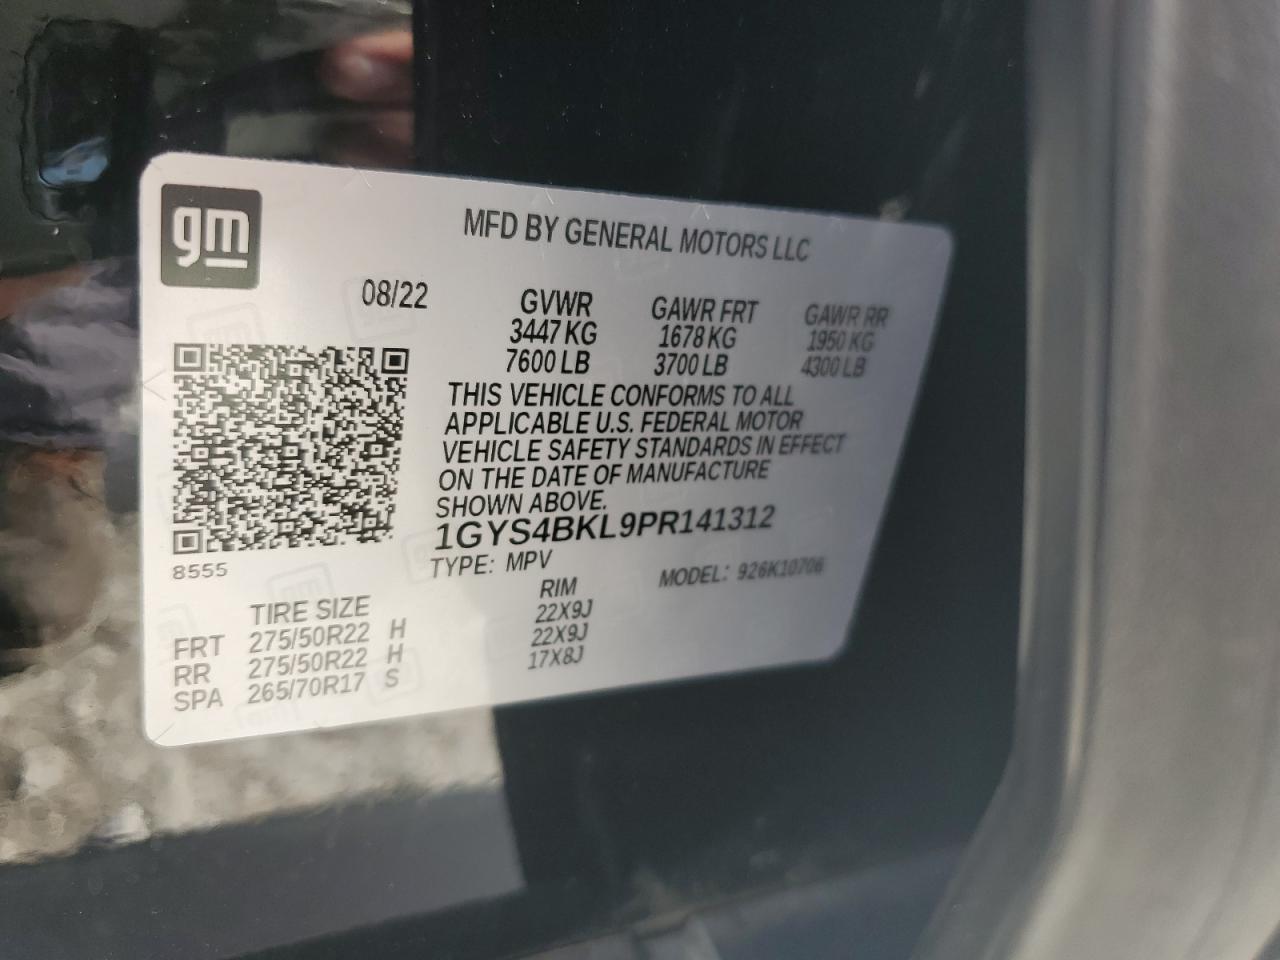 gm
MFD BY GENERAL MOTORS LLC
08/22
GVWR GAWR FRT GAWR RR
3447 KG 1678 KG 1950 KG
7600 LB 3700 LB 4300 LB
THIS VEHICLE CONFORMS TO ALL
APPLICABLE U.S. FEDERAL MOTOR
VEHICLE SAFETY STANDARDS IN EFFECT
ON THE DATE OF MANUFACTURE
SHOWN ABOVE.
1GYS4BKL9PR141312
8555
TYPE: MPV MODEL: 926K10706
TIRE SIZE RIM
FRT 275/50R22 H 22X9J
RR 275/50R22 H 22X9J
SPA 265/70R17 S 17X8J